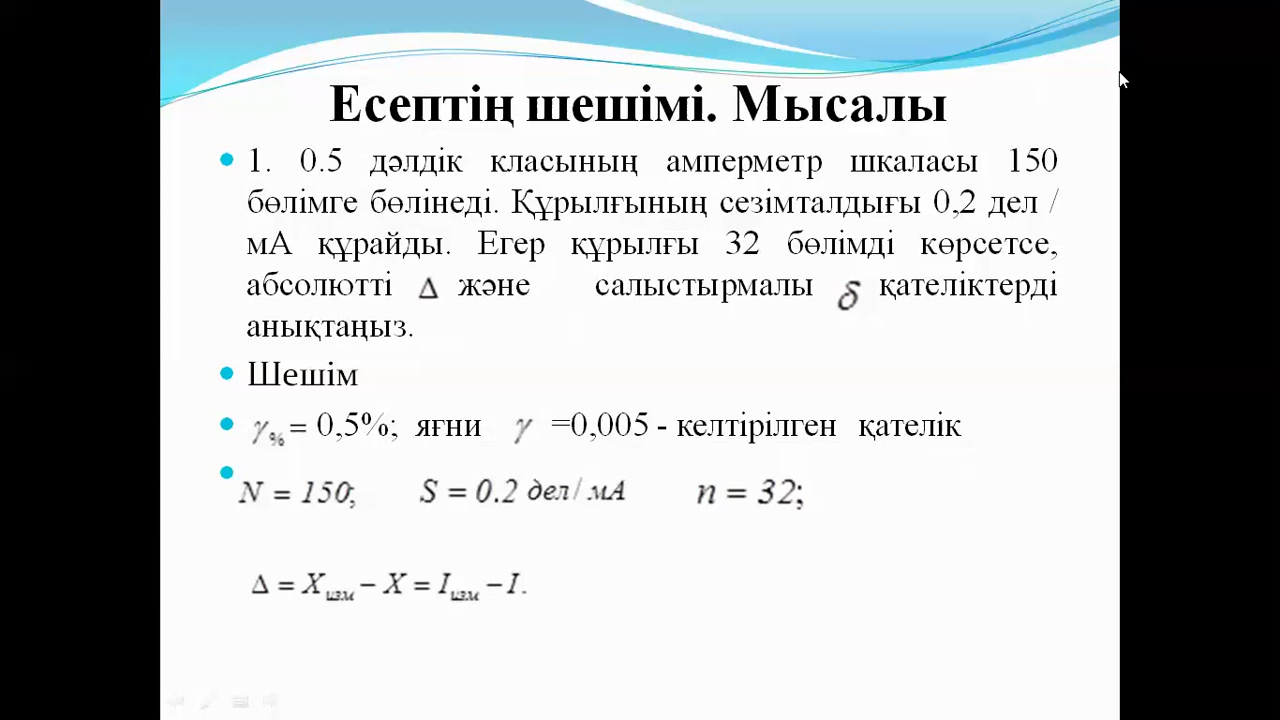 Есептің шешімі. Мысалы
1. 0.5 дәлдік класының амперметр шкаласы 150
бөлімге бөлінеді. Құрылғының сезімталдығы 0,2 дел /
мА құрайды. Егер құрылғы 32 бөлімді көрсетсе,
абсолютті Δ және салыстырмалы δ қателіктерді
анықтаңыз.
Шешім
γ% = 0,5%; яғни γ =0,005 - келтірілген қателік
N = 150; S = 0.2 дел/мА n = 32;
Δ = Xизм − X = Iизм − I.